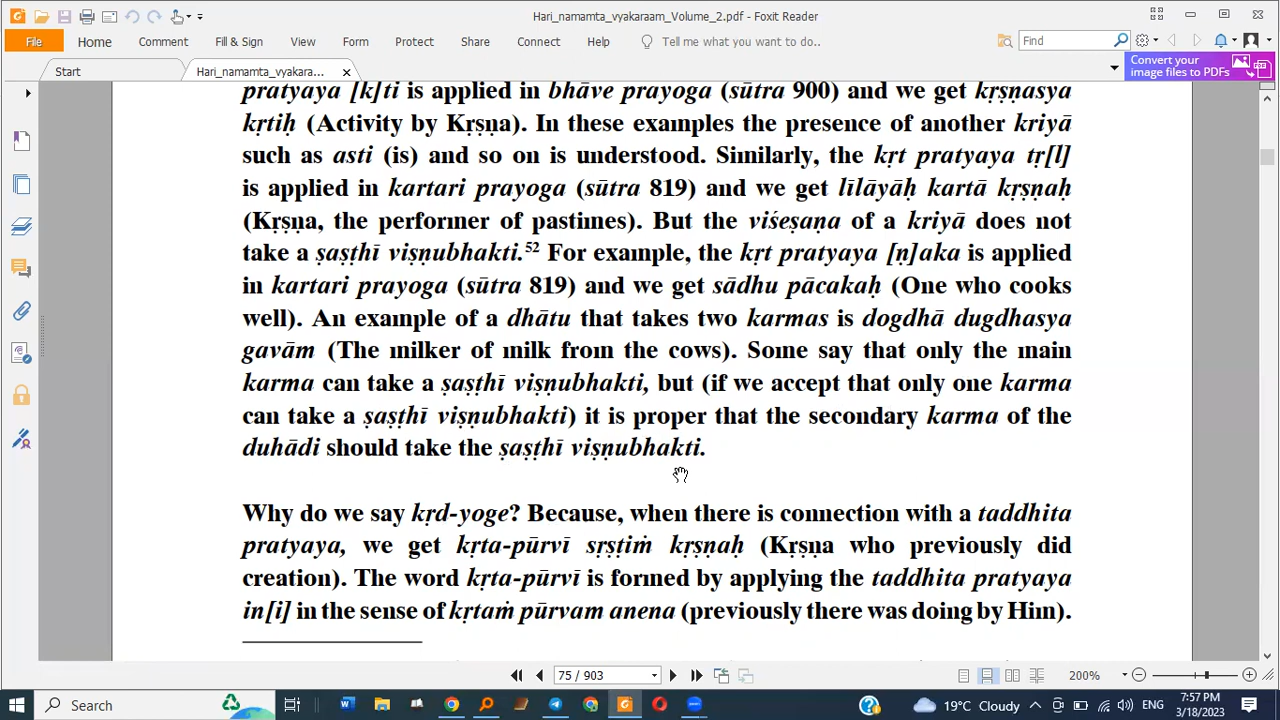 Hari_namamta_vyakaraam_Volume_2.pdf - Foxit Reader
File Home Comment Fill & Sign View Form Protect Share Connect Help Tell me what you want to do.. Find
Start Hari_namamta_vyakara... Convert your image files to PDFs
pratyaya [k]ti is applied in bhāve prayoga (sūtra 900) and we get kṛṣṇasya
kṛtiḥ (Activity by Kṛṣṇa). In these examples the presence of another kriyā
such as asti (is) and so on is understood. Similarly, the kṛt pratyaya tṛ[l]
is applied in kartari prayoga (sūtra 819) and we get līlāyāḥ kartā kṛṣṇaḥ
(Kṛṣṇa, the performer of pastimes). But the viśeṣaṇa of a kriyā does not
take a ṣaṣṭhī viṣṇubhakti.52 For example, the kṛt pratyaya [ṇ]aka is applied
in kartari prayoga (sūtra 819) and we get sādhu pācakaḥ (One who cooks
well). An example of a dhātu that takes two karmas is dogdhā dugdhasya
gavām (The milker of milk from the cows). Some say that only the main
karma can take a ṣaṣṭhī viṣṇubhakti, but (if we accept that only one karma
can take a ṣaṣṭhī viṣṇubhakti) it is proper that the secondary karma of the
duhādi should take the ṣaṣṭhī viṣṇubhakti.
Why do we say kṛd-yoge? Because, when there is connection with a taddhita
pratyaya, we get kṛta-pūrvī sṛṣṭiṁ kṛṣṇaḥ (Kṛṣṇa who previously did
creation). The word kṛta-pūrvī is formed by applying the taddhita pratyaya
in[i] in the sense of kṛtaṁ pūrvam anena (previously there was doing by Him).
75 / 903 200%
Search 19°C Cloudy 7:57 PM
3/18/2023